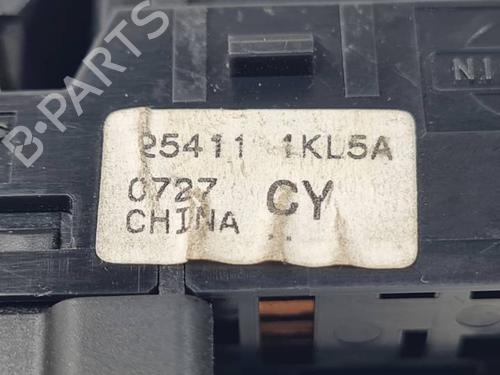 B-PARTS
25411 1KL5A
0727 CY
CHINA
N.I